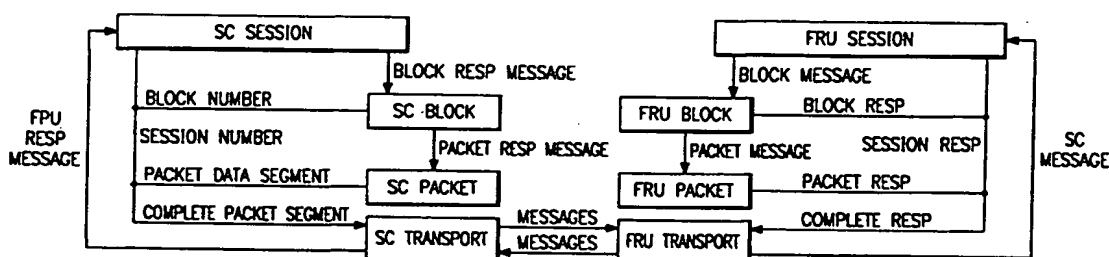 SC SESSION
FRU SESSION
BLOCK RESP MESSAGE
BLOCK MESSAGE
BLOCK NUMBER
SC BLOCK
FRU BLOCK
BLOCK RESP
FPU
RESP
MESSAGE
SESSION NUMBER
PACKET RESP MESSAGE
PACKET MESSAGE
SESSION RESP
SC
MESSAGE
PACKET DATA SEGMENT
SC PACKET
FRU PACKET
PACKET RESP
COMPLETE PACKET SEGMENT
SC TRANSPORT
MESSAGES
MESSAGES
FRU TRANSPORT
COMPLETE RESP